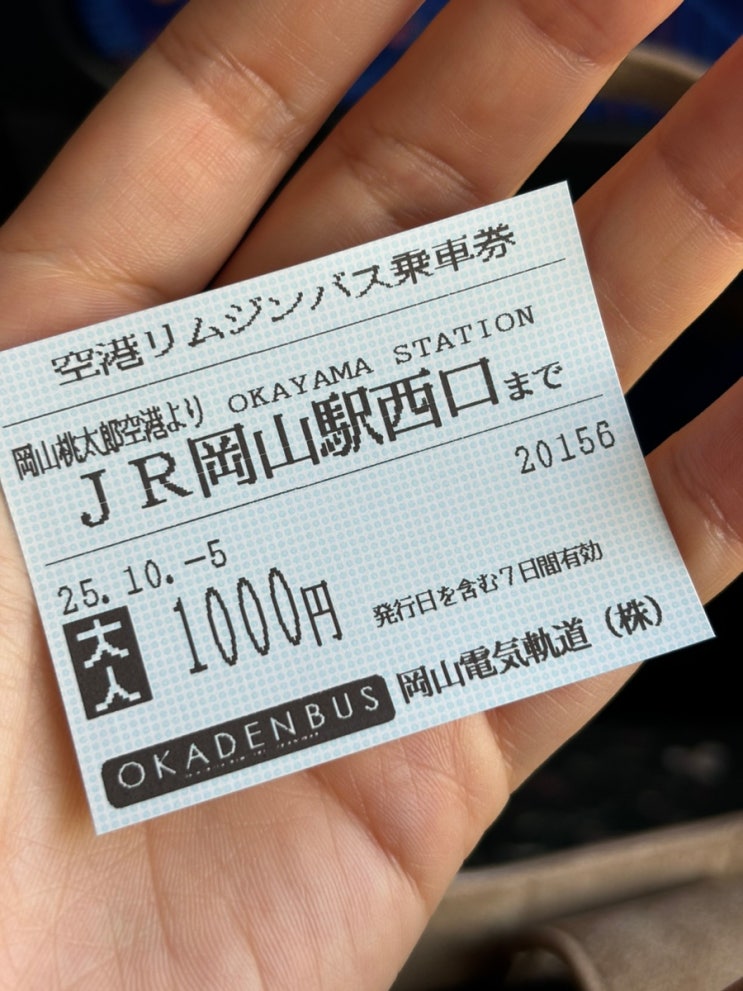 空港リムジンバス乗車券
岡山桃太郎空港より OKAYAMA STATION
JR岡山駅西口まで
20156
25.10.-5
大人 1000円 発行日を含む7日間有効
OKADENBUS 岡山電気軌道(株)